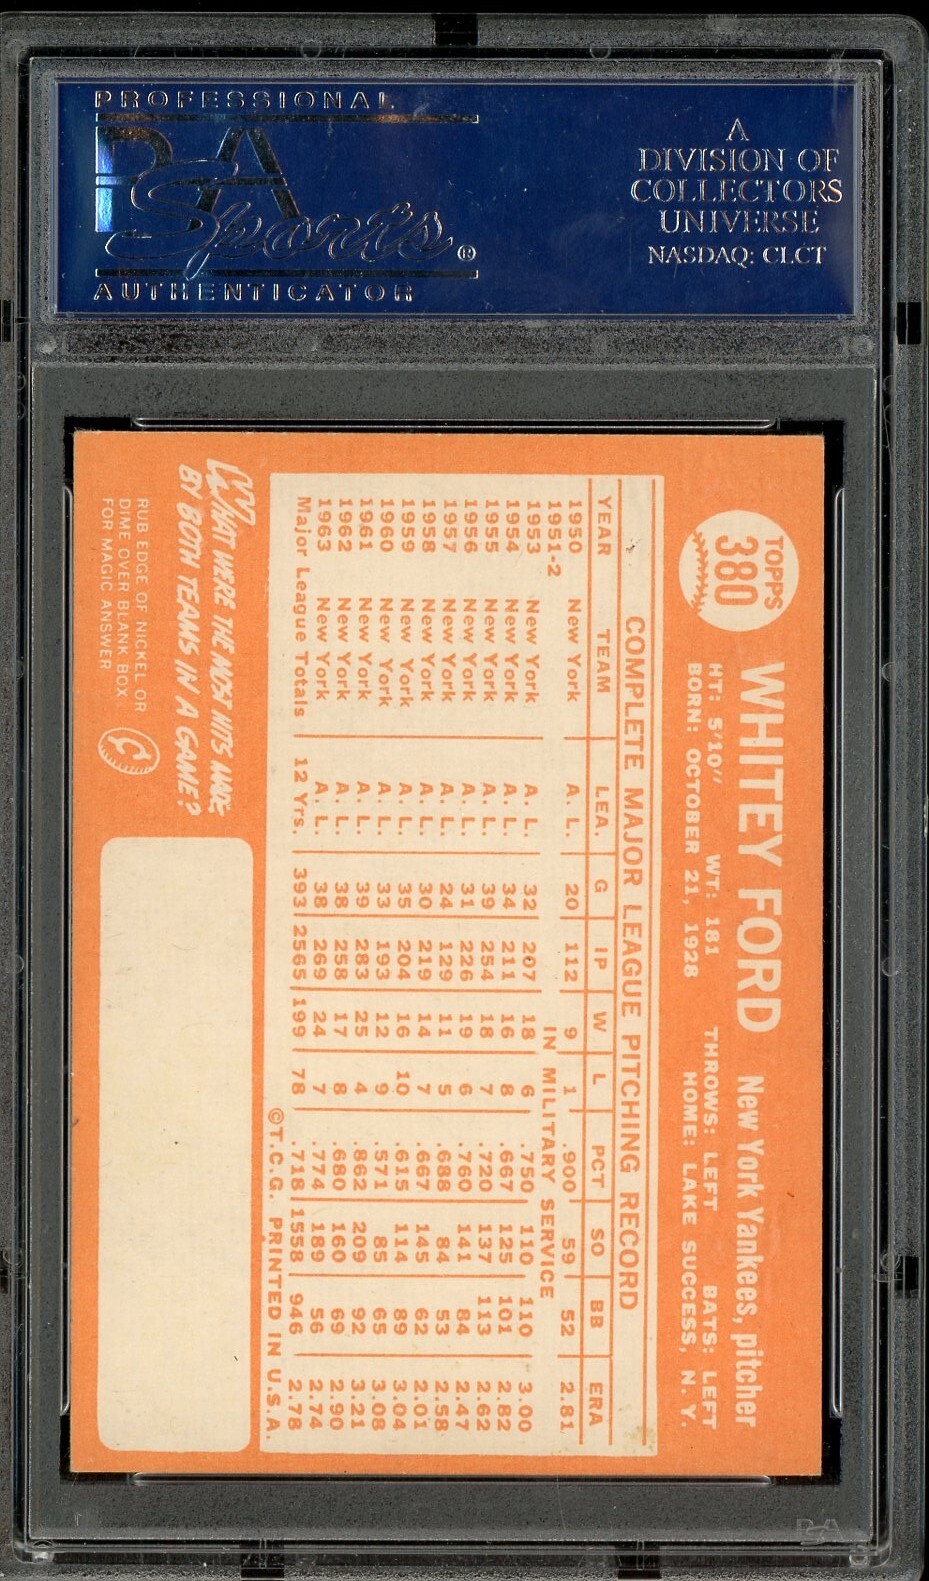 PROFESSIONAL
PSA
Sports®
AUTHENTICATOR
A
DIVISION OF
COLLECTORS
UNIVERSE
NASDAQ: CLCT
TOPPS
380
WHITEY FORD New York Yankees, pitcher
HT: 5'10" WT: 181 THROWS: LEFT BATS: LEFT
BORN: OCTOBER 21, 1928 HOME: LAKE SUCCESS, N. Y.
COMPLETE MAJOR LEAGUE PITCHING RECORD
YEAR TEAM LEA. G IP W L PCT SO BB ERA
1950 New York A. L. 20 112 9 1 .900 59 52 2.81
1951-2 IN MILITARY SERVICE
1953 New York A. L. 32 207 18 6 .750 110 110 3.00
1954 New York A. L. 34 211 16 8 .667 125 101 2.82
1955 New York A. L. 39 254 18 7 .720 137 113 2.62
1956 New York A. L. 31 226 19 6 .760 141 84 2.47
1957 New York A. L. 24 129 11 5 .688 84 53 2.58
1958 New York A. L. 30 219 14 7 .667 145 62 2.01
1959 New York A. L. 35 204 16 10 .615 114 89 3.04
1960 New York A. L. 33 193 12 9 .571 85 65 3.08
1961 New York A. L. 39 283 25 4 .862 209 92 3.21
1962 New York A. L. 38 258 17 8 .680 160 69 2.90
1963 New York A. L. 38 269 24 7 .774 189 56 2.74
Major League Totals 12 Yrs. 393 2565 199 78 .718 1558 946 2.78
©T.C.G. PRINTED IN U.S.A.
WHAT WERE THE MOST HITS MADE
BY BOTH TEAMS IN A GAME?
RUB EDGE OF NICKEL OR
DIME OVER BLANK BOX
FOR MAGIC ANSWER
PSA